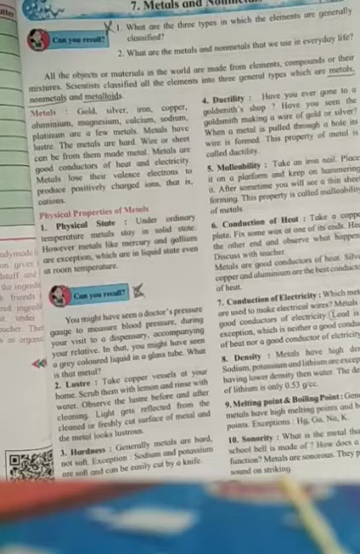 7. Metals and Nonmetals
Can you recall?
1. What are the three types in which the elements are generally
classified?
2. What are the metals and nonmetals that we use in everyday life?
All the objects or materials in the world are made from elements, compounds or their
mixtures. Scientists classified all the elements into three general types which are metals,
nonmetals and metalloids.
Metals : Gold, silver, iron, copper,
aluminium, magnesium, calcium, sodium,
platinum are a few metals. Metals have
lustre. The metals are hard. Wire or sheet
can be from them made metal. Metals are
good conductors of heat and electricity
Metals lose their valence electrons to
produce positively charged ions, that is,
cations.
Physical Properties of Metals
1. Physical State : Under ordinary
temperature metals stay in solid state.
However metals like mercury and gallium
are exception, which are in liquid state even
at room temperature.
Can you recall?
You might have seen a doctor's pressure
gauge to measure blood pressure, during
your visit to a dispensary, accompanying
your relative. In that, you might have seen
a grey coloured liquid in a glass tube. What
is that metal?
2. Lustre : Take copper vessels at your
home. Scrub them with lemon and rinse with
water. Observe the lustre before and after
cleaning. Light gets reflected from the
cleaned or freshly cut surface of metal and
the metal looks lustrous.
3. Hardness : Generally metals are hard,
not soft. Exception : Sodium and potassium
are soft and can be easily cut by a knife.
4. Ductility : Have you ever gone to a
goldsmith's shop ? Have you seen the
goldsmith making a wire of gold or silver?
When a metal is pulled through a hole its
wire is formed. This property of metal is
called ductility.
5. Malleability : Take an iron nail. Place
it on a platform and keep on hammering
it. After sometime you will see a thin sheet
forming. This property is called malleability
of metals
6. Conduction of Heat : Take a copp
plate. Fix some wax at one of its ends. Hea
the other end and observe what happens
Discuss with teacher.
Metals are good conductors of heat. Silve
copper and aluminium are the best conducto
of heat.
7. Conduction of Electricity : Which met
are used to make electrical wires? Metals
good conductors of electricity Lead is
exception, which is neither a good condu
of heat nor a good conductor of elctricity
8. Density : Metals have high den
Sodium, potassium and lithium are excep
having lower density then water. The de
of lithium is only 0.53 g/cc.
9. Melting point & Boiling Point : Gene
metals have high melting points and
points. Exceptions : Hg, Ga, Na, K.
10. Sonority : What is the metal tha
school bell is made of ? How does a
function? Metals are sonorous. They p
sound on striking